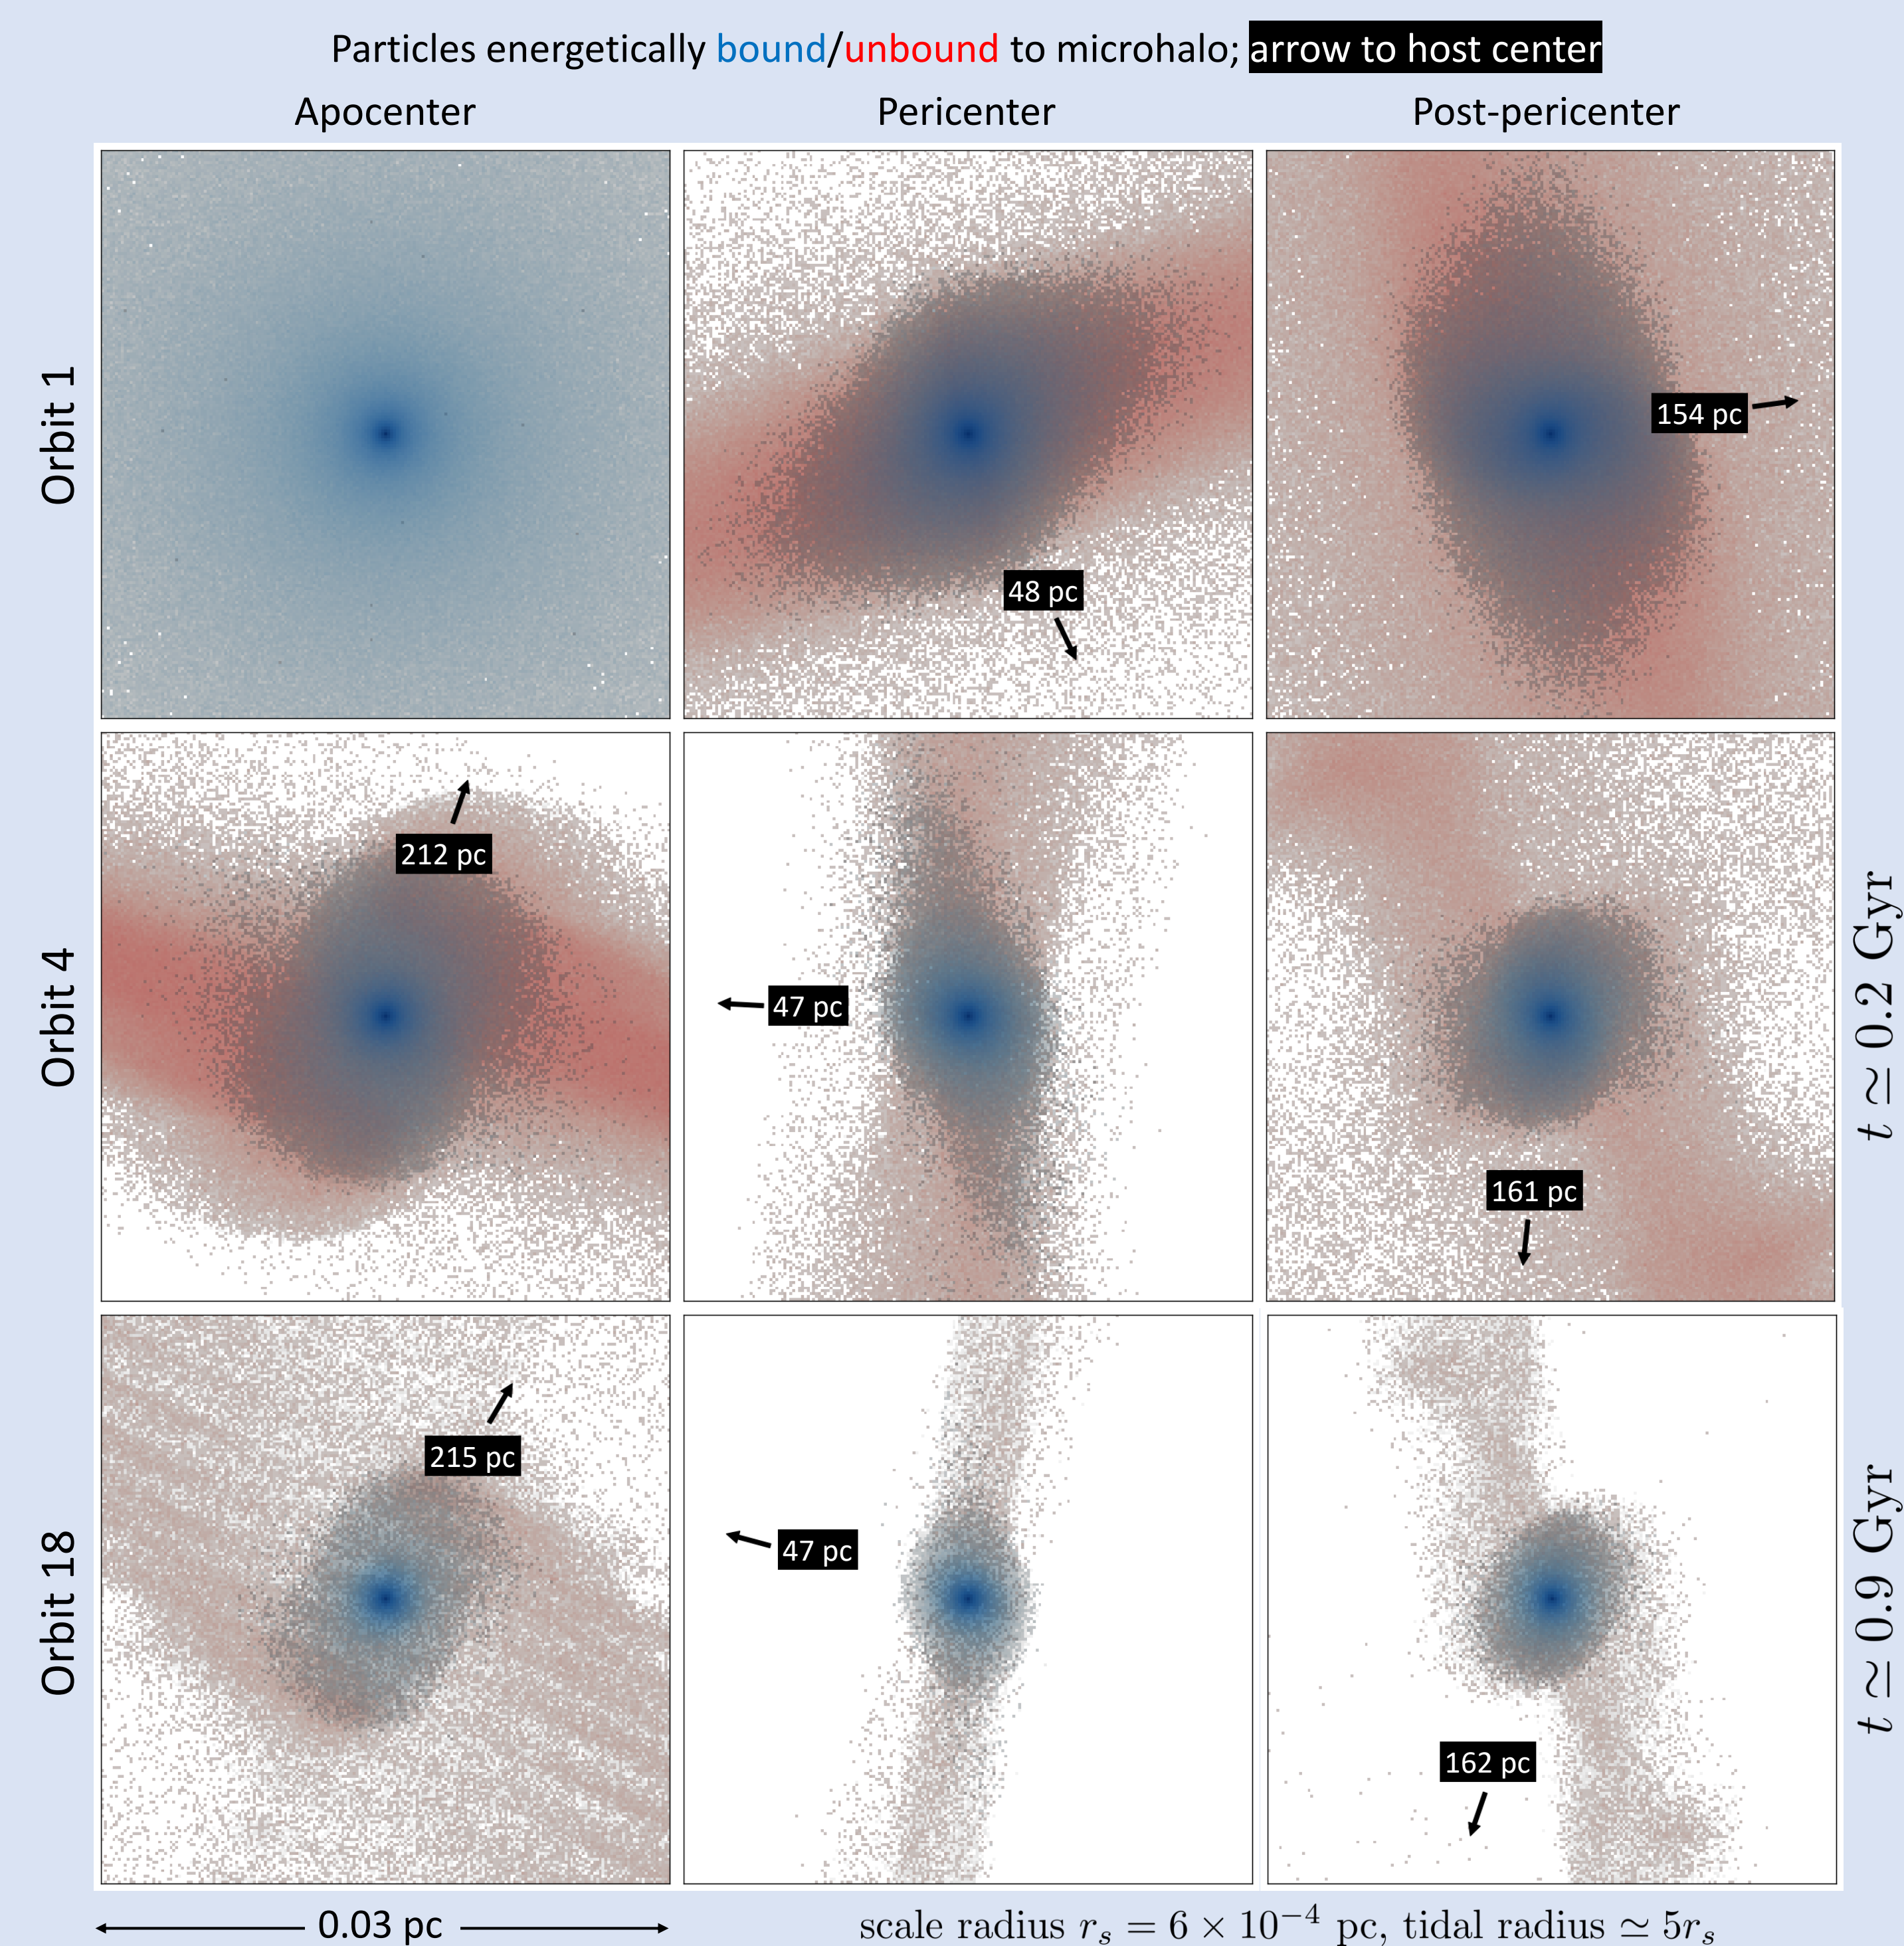 Particles energetically bound/unbound to microhalo; arrow to host center
Apocenter
Pericenter
Post-pericenter
Orbit 1
48 pc
154 pc
Orbit 4
212 pc
47 pc
161 pc
t ≃ 0.2 Gyr
Orbit 18
215 pc
47 pc
162 pc
t ≃ 0.9 Gyr
0.03 pc
scale radius rₛ = 6 × 10⁻⁴ pc, tidal radius ≃ 5rₛ